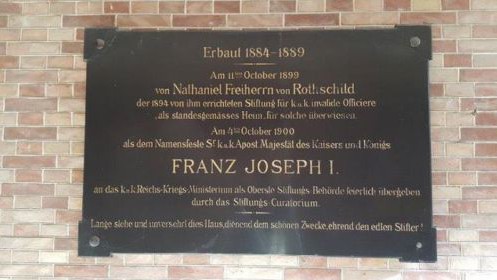 Erbaut 1884–1889
Am 11ten October 1899
von Nathaniel Freiherrn von Rothschild
der 1894 von ihm errichteten Stiftung für k.u.k. invalide Officiere
als standesgemässes Heim für solche überwiesen.
Am 4ten October 1900
als dem Namensfeste Sr k.u.k. Apost. Majestät des Kaisers und Königs
FRANZ JOSEPH I.
an das k.u.k. Reichs-Kriegs-Ministerium als Oberste Stiftungs-Behörde feierlich übergeben
durch das Stiftungs-Curatorium.
Lange stehe und unversehrt dies Haus, dienend dem schönen Zwecke, ehrend den edlen Stifter!